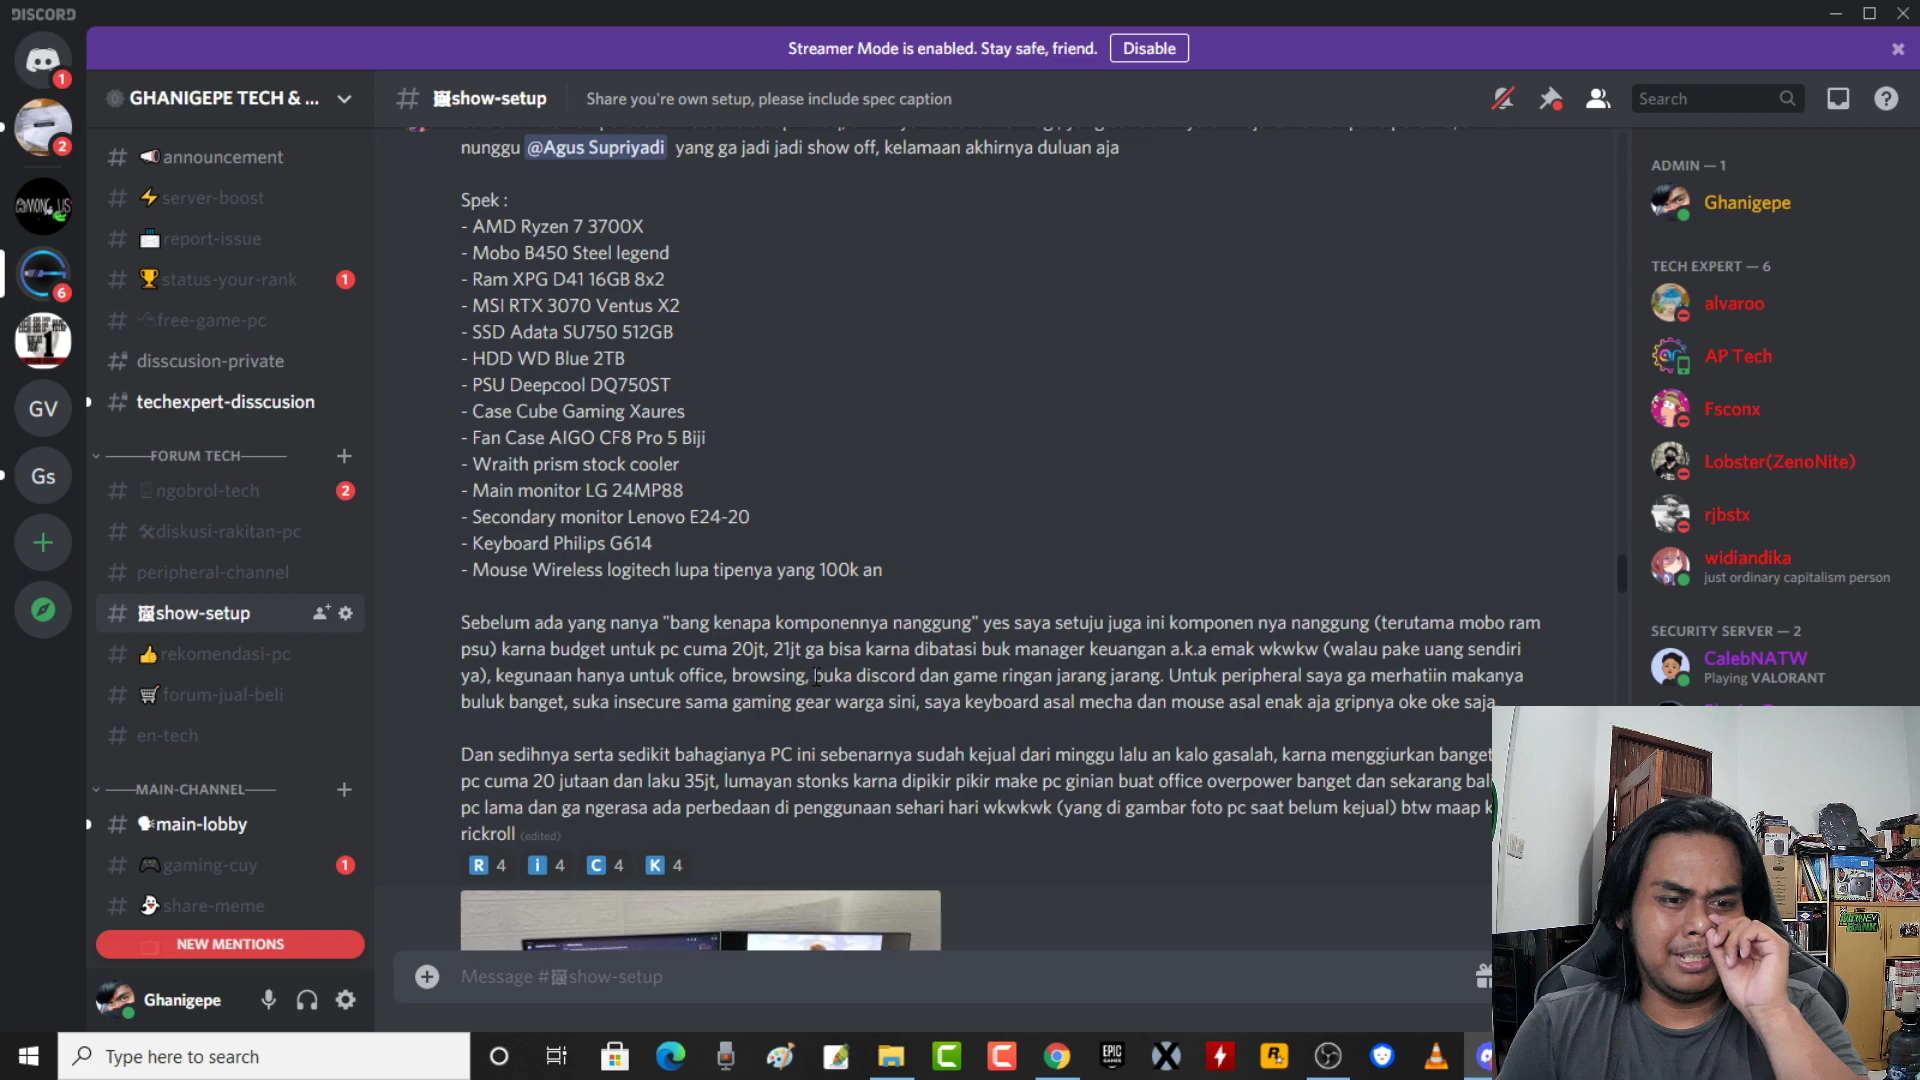 DISCORD
Streamer Mode is enabled. Stay safe, friend.
Disable
GHANIGEPE TECH & ...
show-setup
Share you're own setup, please include spec caption
Search
1
2
AMONG US
6
GV
Gs
announcement
server-boost
report-issue
status-your-rank
1
free-game-pc
disscusion-private
techexpert-disscusion
FORUM TECH
ngobrol-tech
2
diskusi-rakitan-pc
peripheral-channel
show-setup
rekomendasi-pc
forum-jual-beli
en-tech
MAIN-CHANNEL
main-lobby
gaming-cuy
1
share-meme
NEW MENTIONS
Ghanigepe
nunggu @Agus Supriyadi yang ga jadi jadi show off, kelamaan akhirnya duluan aja
Spek :
- AMD Ryzen 7 3700X
- Mobo B450 Steel legend
- Ram XPG D41 16GB 8x2
- MSI RTX 3070 Ventus X2
- SSD Adata SU750 512GB
- HDD WD Blue 2TB
- PSU Deepcool DQ750ST
- Case Cube Gaming Xaures
- Fan Case AIGO CF8 Pro 5 Biji
- Wraith prism stock cooler
- Main monitor LG 24MP88
- Secondary monitor Lenovo E24-20
- Keyboard Philips G614
- Mouse Wireless logitech lupa tipenya yang 100k an
Sebelum ada yang nanya "bang kenapa komponennya nanggung" yes saya setuju juga ini komponen nya nanggung (terutama mobo ram
psu) karna budget untuk pc cuma 20jt, 21jt ga bisa karna dibatasi buk manager keuangan a.k.a emak wkwkw (walau pake uang sendiri
ya), kegunaan hanya untuk office, browsing, buka discord dan game ringan jarang jarang. Untuk peripheral saya ga merhatiin makanya
buluk banget, suka insecure sama gaming gear warga sini, saya keyboard asal mecha dan mouse asal enak aja gripnya oke oke saja
Dan sedihnya serta sedikit bahagianya PC ini sebenarnya sudah kejual dari minggu lalu an kalo gasalah, karna menggiurkan banget
pc cuma 20 jutaan dan laku 35jt, lumayan stonks karna dipikir pikir make pc ginian buat office overpower banget dan sekarang bal
pc lama dan ga ngerasa ada perbedaan di penggunaan sehari hari wkwkwk (yang di gambar foto pc saat belum kejual) btw maap k
rickroll (edited)
R 4 i 4 C 4 K 4
Message #show-setup
ADMIN — 1
Ghanigepe
TECH EXPERT — 6
alvaroo
AP Tech
Fsconx
Lobster(ZenoNite)
rjbstx
widiandika
just ordinary capitalism person
SECURITY SERVER — 2
CalebNATW
Playing VALORANT
Type here to search
EPIC GAMES